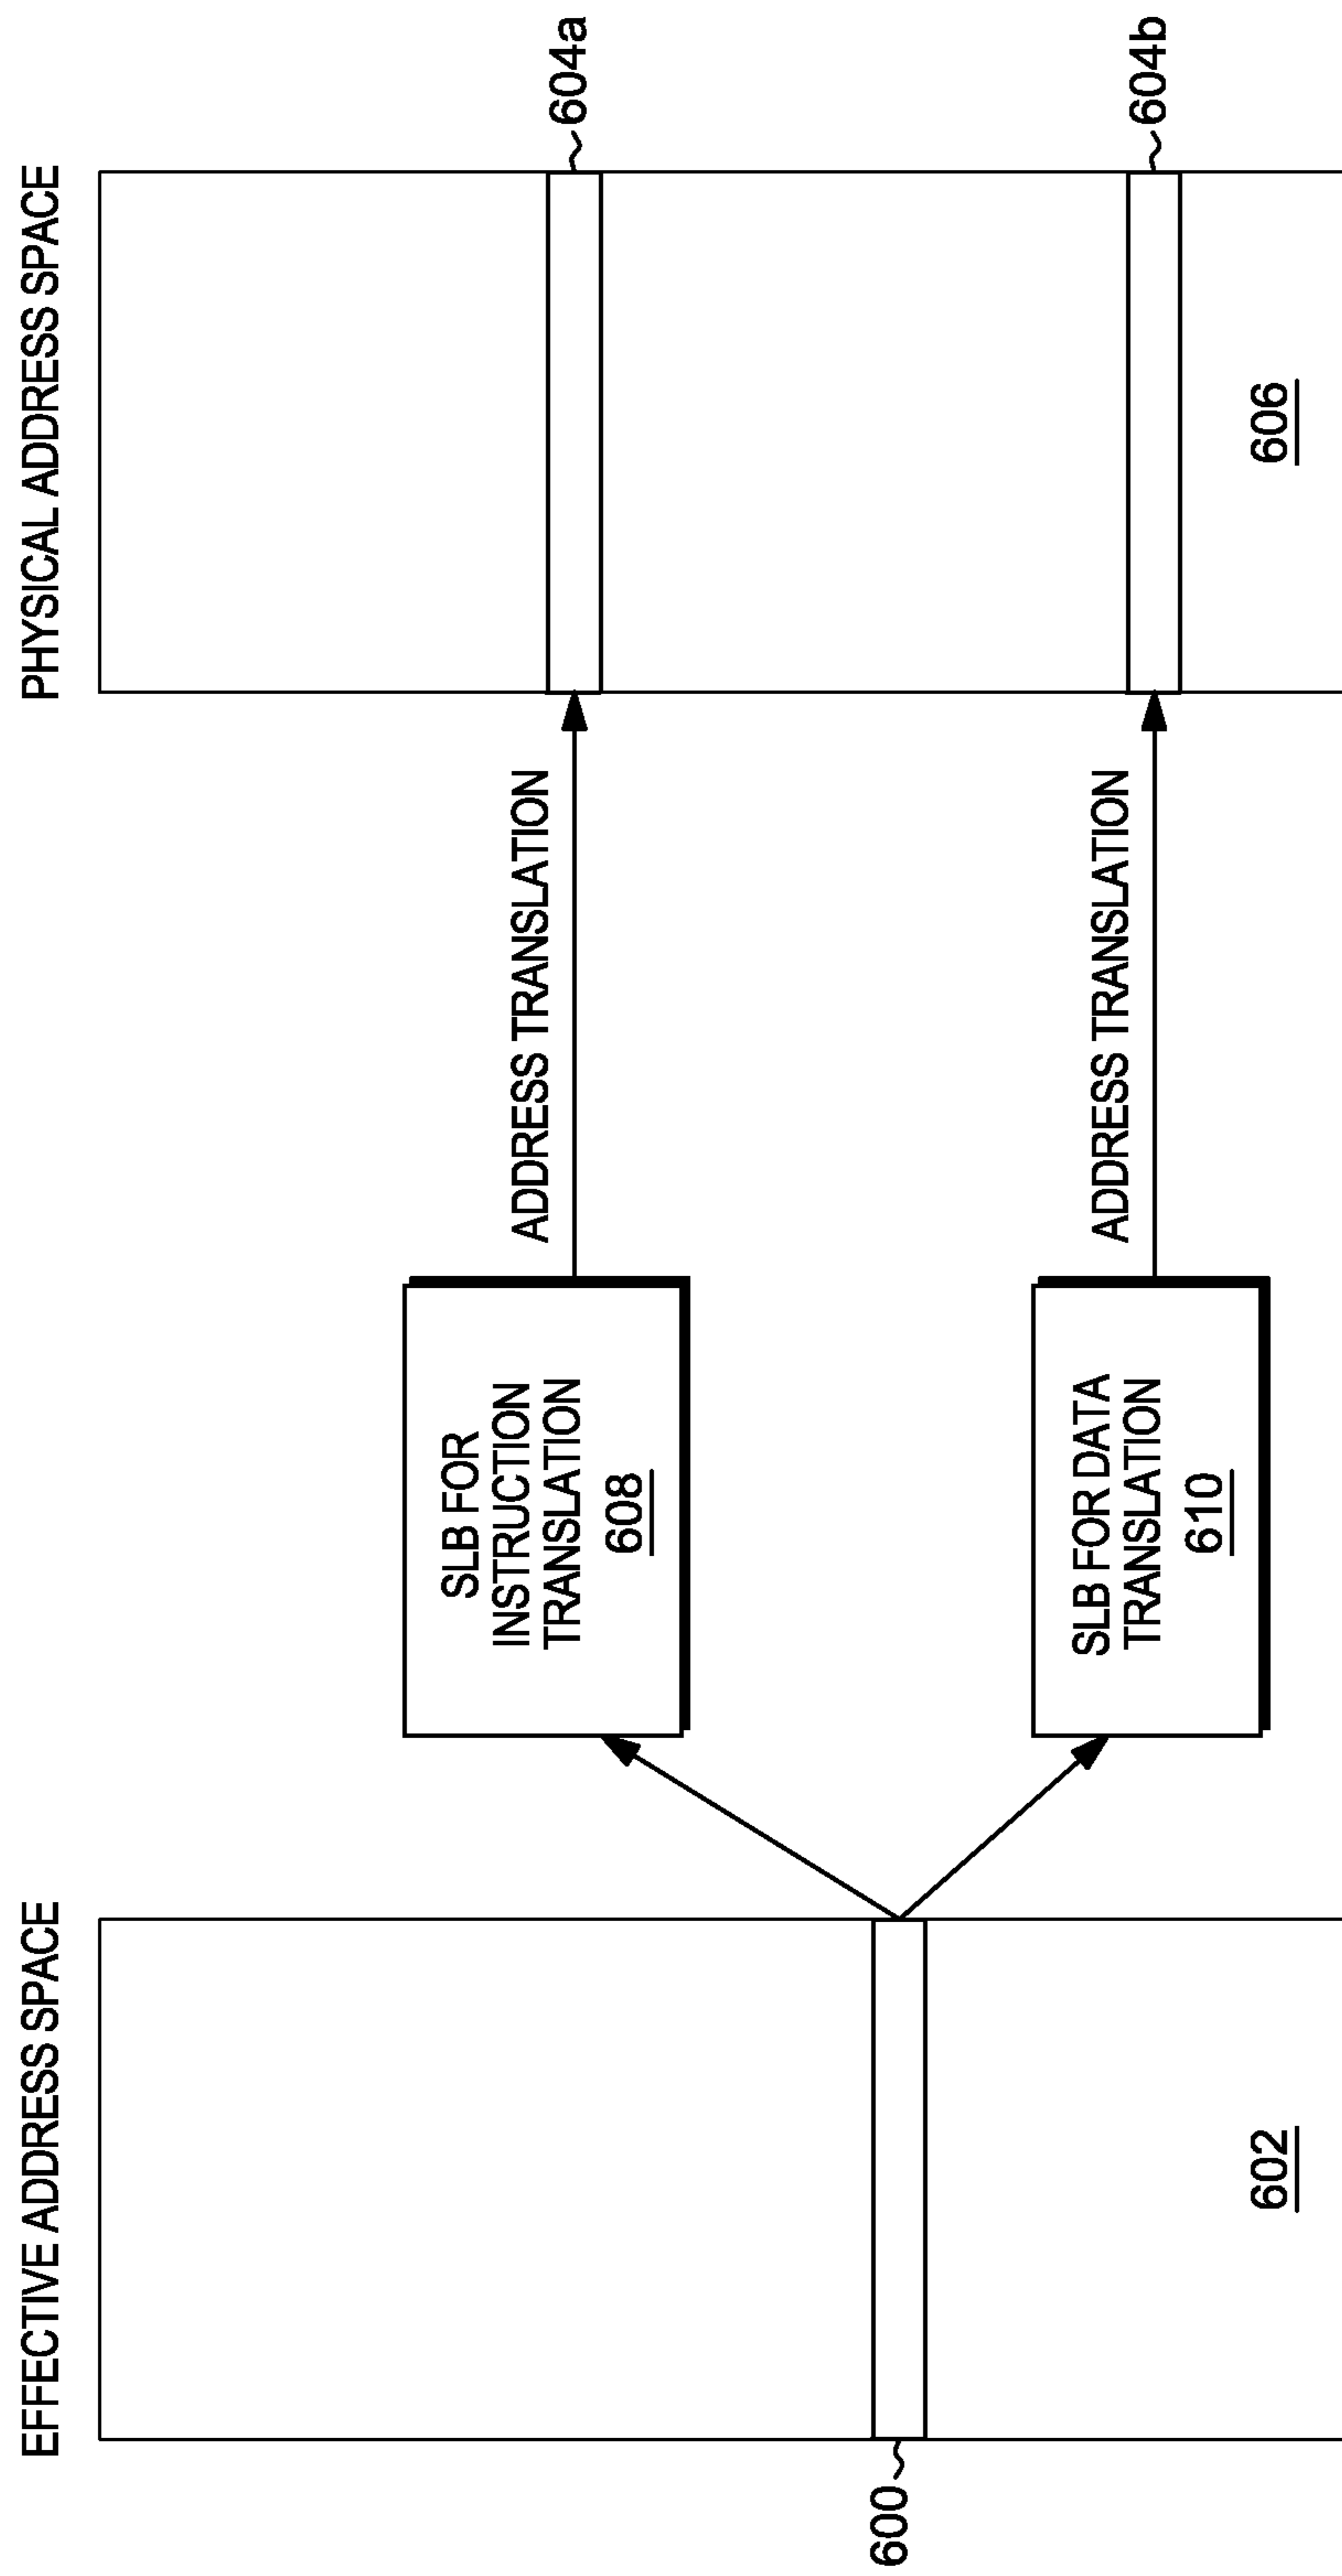 EFFECTIVE ADDRESS SPACE
PHYSICAL ADDRESS SPACE
SLB FOR
INSTRUCTION
TRANSLATION
608
ADDRESS TRANSLATION
604a
600
SLB FOR DATA
TRANSLATION
610
ADDRESS TRANSLATION
604b
602
606